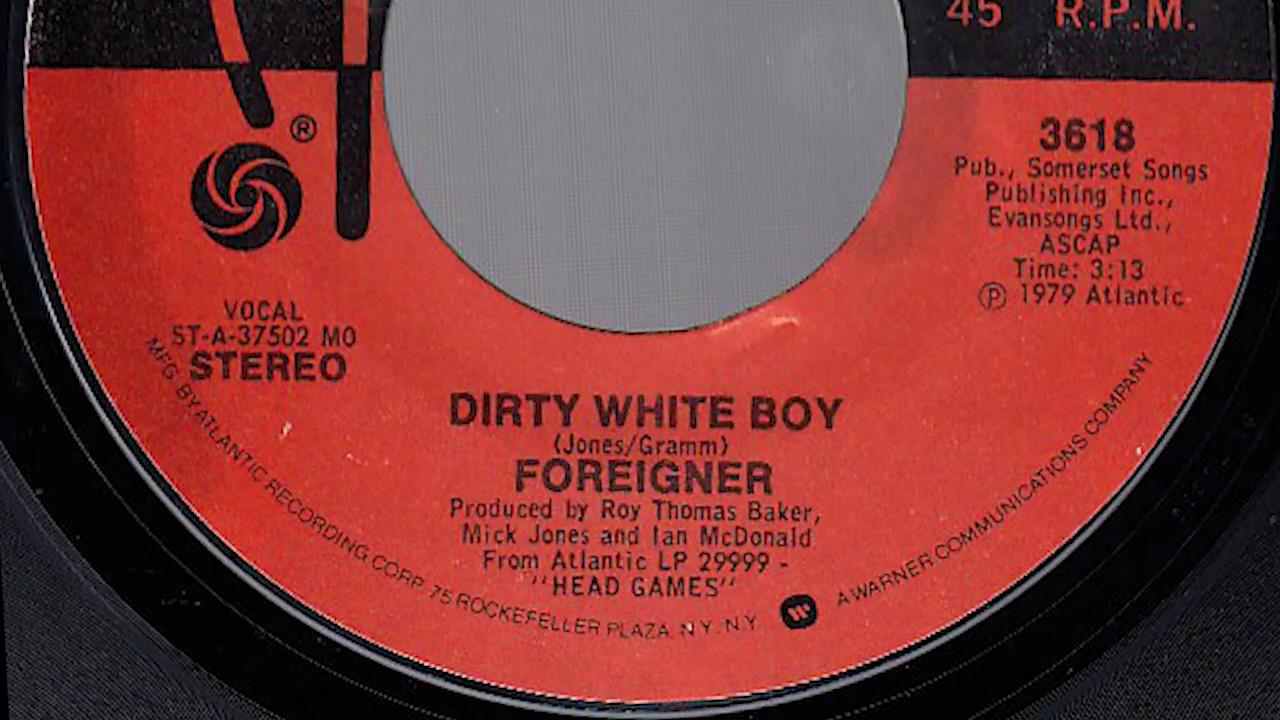 45 R.P.M.
®
3618
Pub., Somerset Songs
Publishing Inc.,
Evansongs Ltd.,
ASCAP
Time: 3:13
Ⓟ 1979 Atlantic
VOCAL
ST-A-37502 MO
STEREO
DIRTY WHITE BOY
(Jones/Gramm)
FOREIGNER
Produced by Roy Thomas Baker,
Mick Jones and Ian McDonald
From Atlantic LP 29999 -
"HEAD GAMES"
MFG BY ATLANTIC RECORDING CORP. 75 ROCKEFELLER PLAZA, N.Y. N.Y. W A WARNER COMMUNICATIONS COMPANY